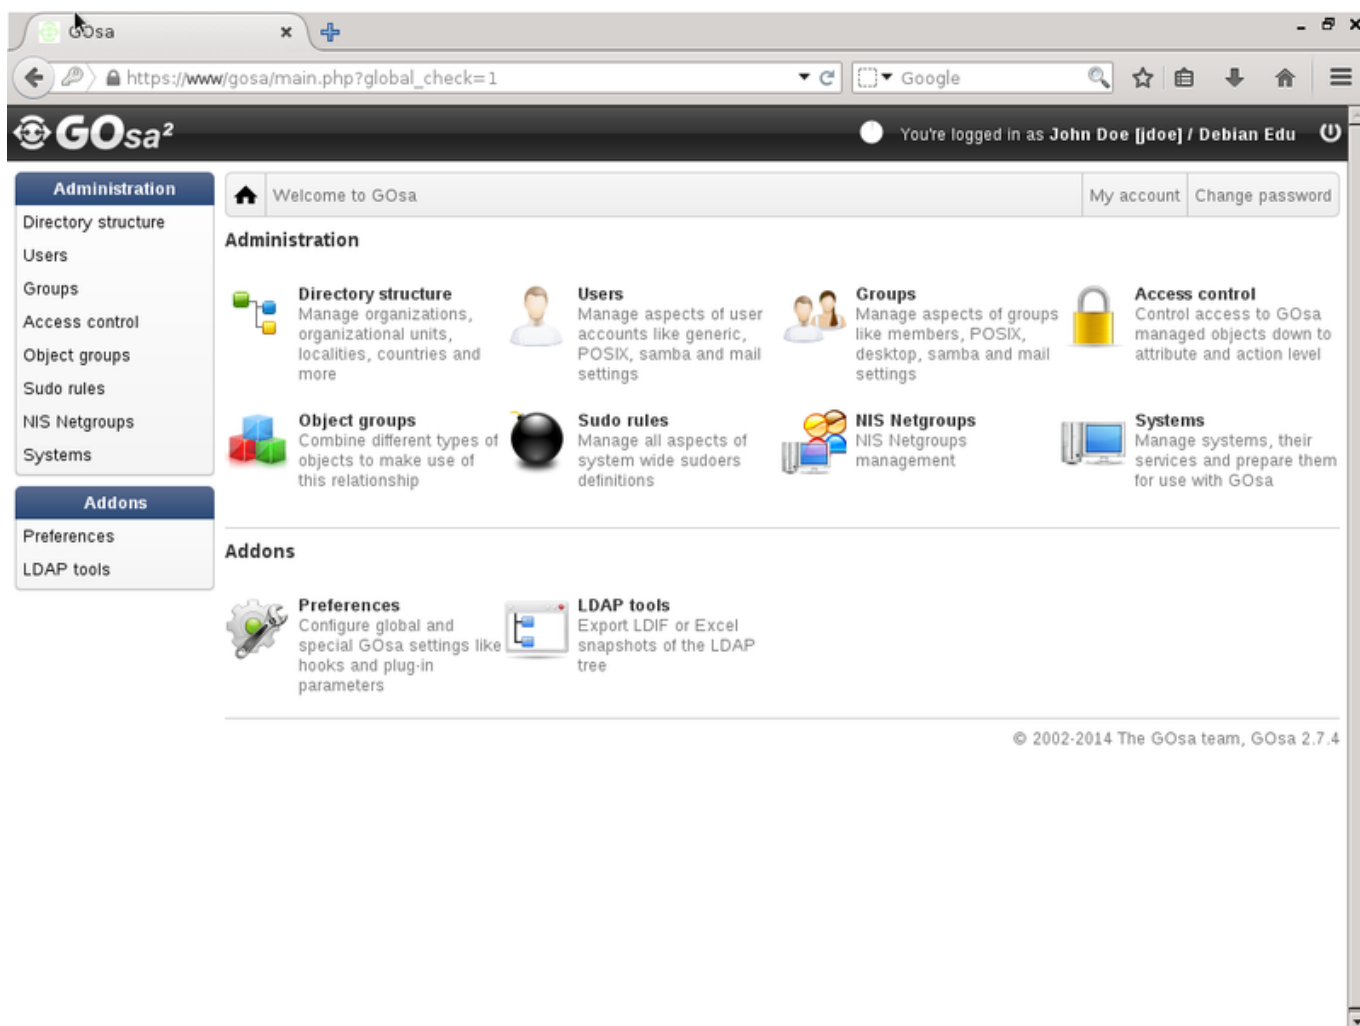 GOsa
https://www/gosa/main.php?global_check=1
Google
GOsa²
You're logged in as John Doe [jdoe] / Debian Edu
Administration
Directory structure
Users
Groups
Access control
Object groups
Sudo rules
NIS Netgroups
Systems
Addons
Preferences
LDAP tools
Welcome to GOsa
My account
Change password
Administration
Directory structure
Manage organizations,
organizational units,
localities, countries and
more
Users
Manage aspects of user
accounts like generic,
POSIX, samba and mail
settings
Groups
Manage aspects of groups
like members, POSIX,
desktop, samba and mail
settings
Access control
Control access to GOsa
managed objects down to
attribute and action level
Object groups
Combine different types of
objects to make use of
this relationship
Sudo rules
Manage all aspects of
system wide sudoers
definitions
NIS Netgroups
NIS Netgroups
management
Systems
Manage systems, their
services and prepare them
for use with GOsa
Addons
Preferences
Configure global and
special GOsa settings like
hooks and plug-in
parameters
LDAP tools
Export LDIF or Excel
snapshots of the LDAP
tree
© 2002-2014 The GOsa team, GOsa 2.7.4